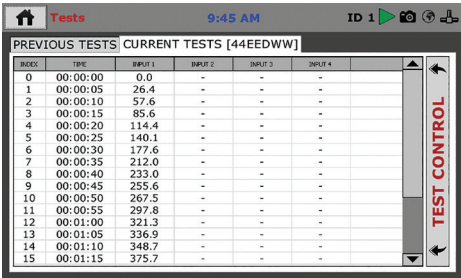 Tests 9:45 AM ID 1
PREVIOUS TESTS CURRENT TESTS [44EEDWW]
INDEX TIME INPUT 1 INPUT 2 INPUT 3 INPUT 4
0 00:00:00 0.0 - - -
1 00:00:05 26.4 - - -
2 00:00:10 57.6 - - -
3 00:00:15 85.6 - - -
4 00:00:20 114.4 - - -
5 00:00:25 140.1 - - -
6 00:00:30 177.6 - - -
7 00:00:35 212.0 - - -
8 00:00:40 233.0 - - -
9 00:00:45 255.6 - - -
10 00:00:50 267.5 - - -
11 00:00:55 297.8 - - -
12 00:01:00 321.3 - - -
13 00:01:05 336.9 - - -
14 00:01:10 348.7 - - -
15 00:01:15 375.7 - - -
TEST CONTROL